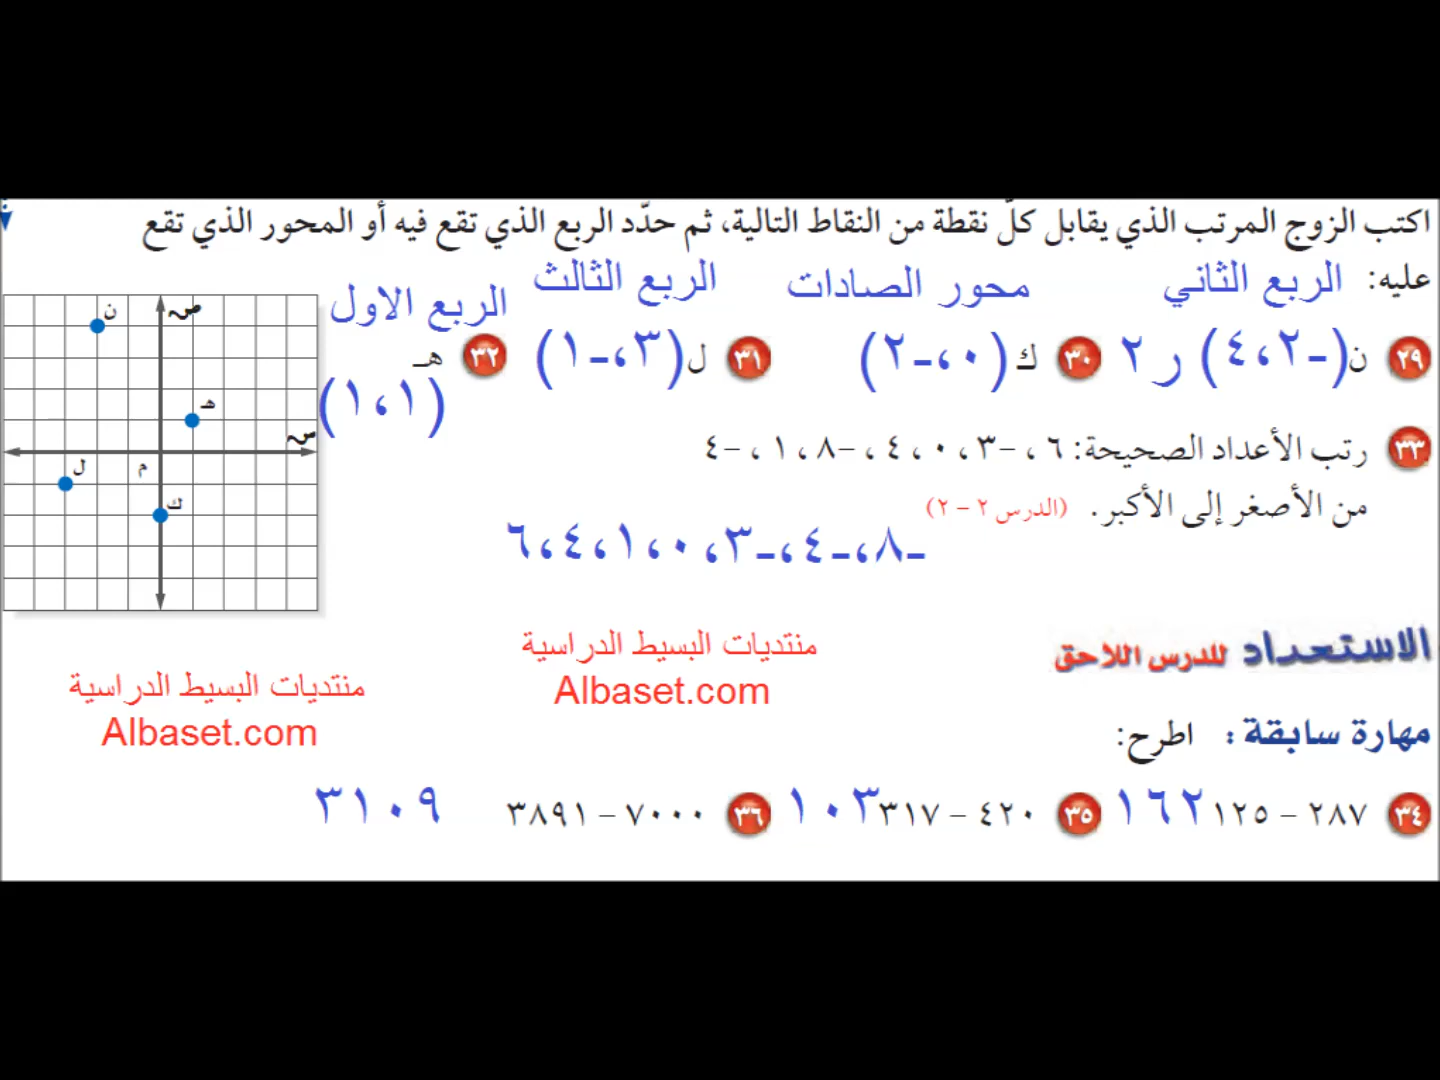 اكتب الزوج المرتب الذي يقابل كلّ نقطة من النقاط التالية، ثم حدّد الربع الذي تقع فيه أو المحور الذي تقع
عليه: الربع الثاني محور الصادات الربع الثالث الربع الاول
٢٩ ن (-٢،٤) ر ٢ ٣٠ ك (٠،-٢) ٣١ ل (٣،-١) ٣٢ هـ
(١،١)
٣٣ رتب الأعداد الصحيحة: ٦، -٣، ٠، ٤، -٨، ١، -٤
من الأصغر إلى الأكبر. (الدرس ٢ – ٢)
-٨،-٤،-٣،٠،١،٤،٦
ص
ن
هـ
س
ل
م
ك
منتديات البسيط الدراسية
Albaset.com
منتديات البسيط الدراسية
Albaset.com
الاستعداد للدرس اللاحق
مهارة سابقة : اطرح:
٣٤ ٢٨٧ – ١٢٥ ١٦٢ ٣٥ ٤٢٠ – ٣١٧ ١٠٣ ٣٦ ٧٠٠٠ – ٣٨٩١ ٣١٠٩